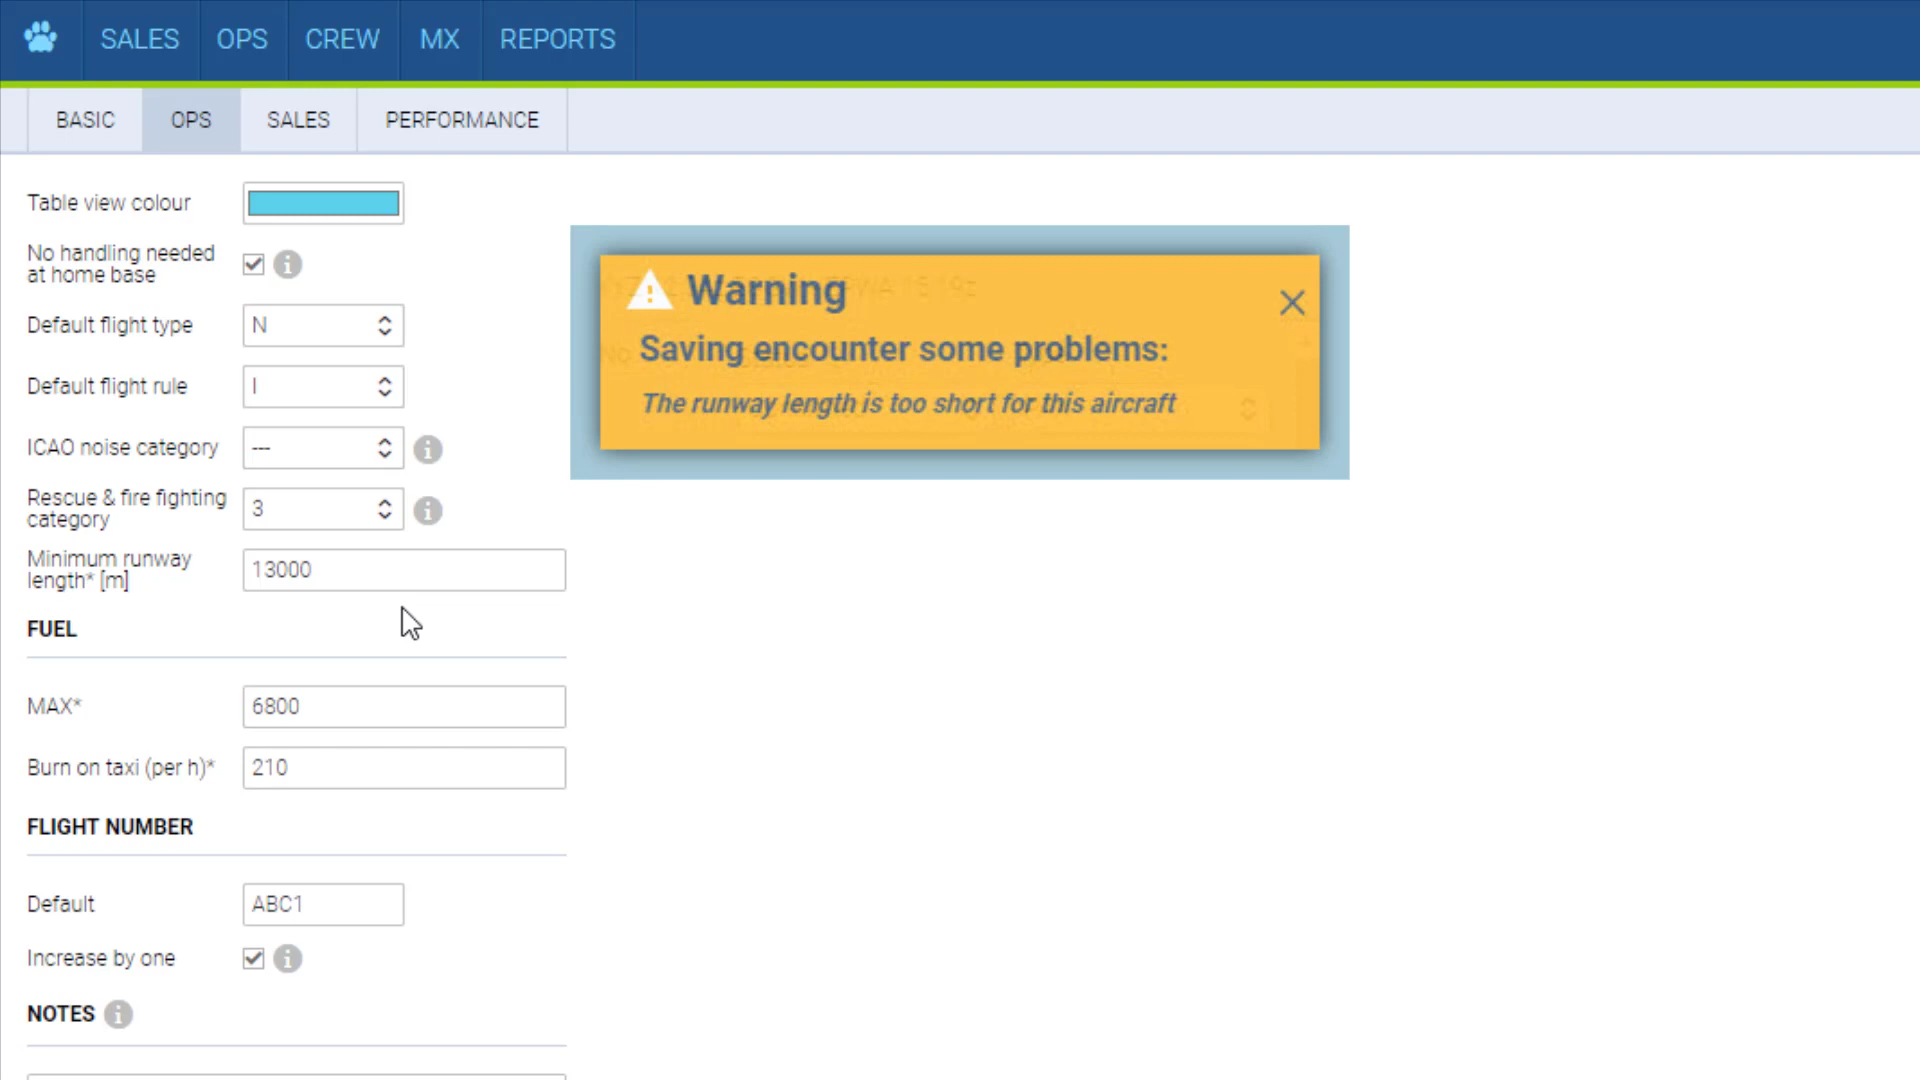 SALES OPS CREW MX REPORTS
BASIC OPS SALES PERFORMANCE
Table view colour
No handling needed
at home base
Default flight type N
Default flight rule I
ICAO noise category ---
Rescue & fire fighting
category 3
Minimum runway
length* [m] 13000
FUEL
MAX* 6800
Burn on taxi (per h)* 210
FLIGHT NUMBER
Default ABC1
Increase by one
NOTES
Warning
Saving encounter some problems:
The runway length is too short for this aircraft